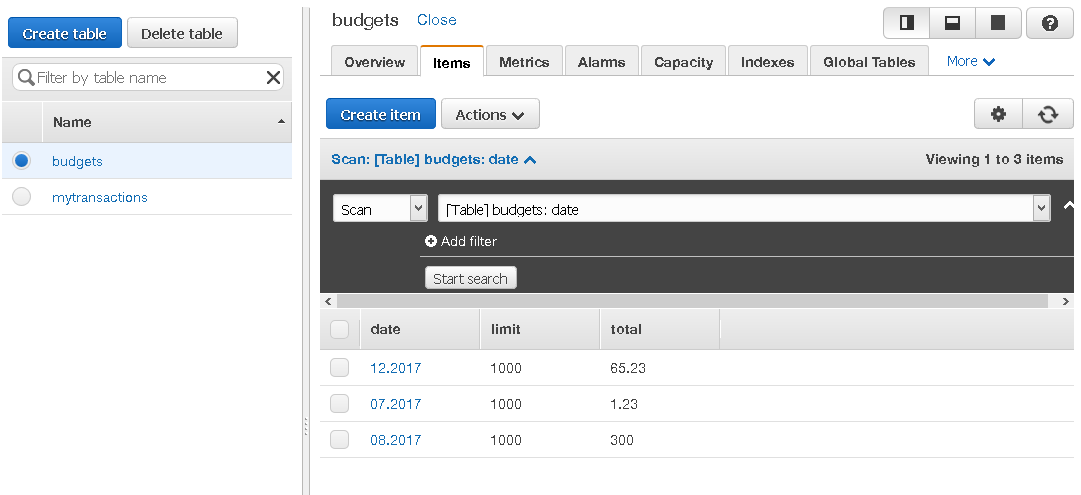 Create table Delete table
Filter by table name
Name
budgets
mytransactions
budgets Close
Overview Items Metrics Alarms Capacity Indexes Global Tables More
Create item Actions
Scan: [Table] budgets: date Viewing 1 to 3 items
Scan [Table] budgets: date
Add filter
Start search
date limit total
12.2017 1000 65.23
07.2017 1000 1.23
08.2017 1000 300